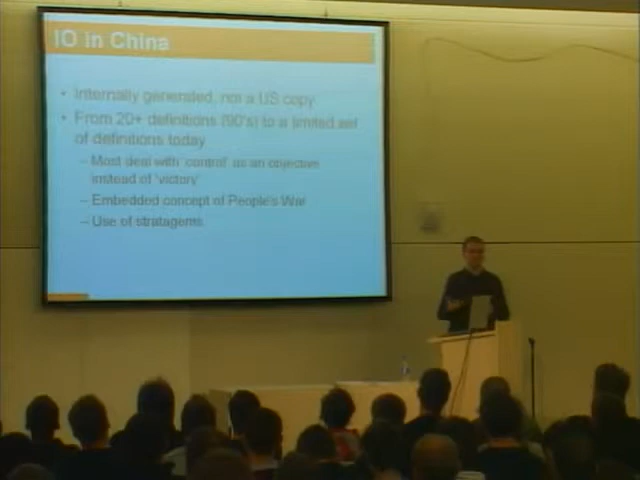 IO in China
• Internally generated, not a US copy
• From 20+ definitions (90's) to a limited set
of definitions today
– Most deal with 'control' as an objective
instead of 'victory'
– Embedded concept of People's War
– Use of stratagems